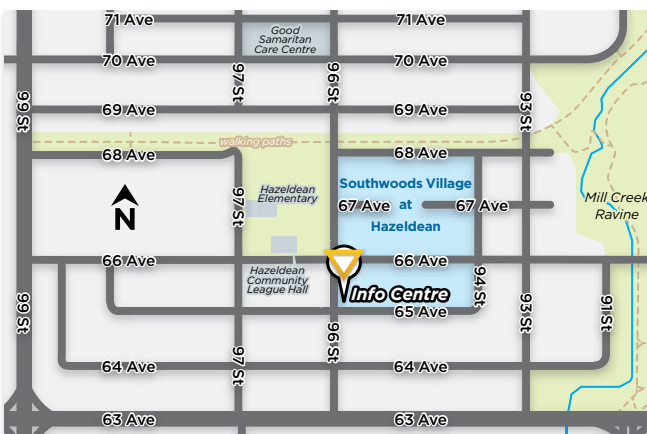 71 Ave
71 Ave
Good
Samaritan
Care Centre
70 Ave
70 Ave
97 St
96 St
99 St
93 St
69 Ave
69 Ave
walking paths
68 Ave
68 Ave
Southwoods Village
at
Hazeldean
67 Ave
67 Ave
Hazeldean
Elementary
97 St
Mill Creek
Ravine
N
66 Ave
66 Ave
Hazeldean
Community
League Hall
Info Centre
94 St
65 Ave
99 St
96 St
93 St
91 St
64 Ave
97 St
64 Ave
63 Ave
63 Ave